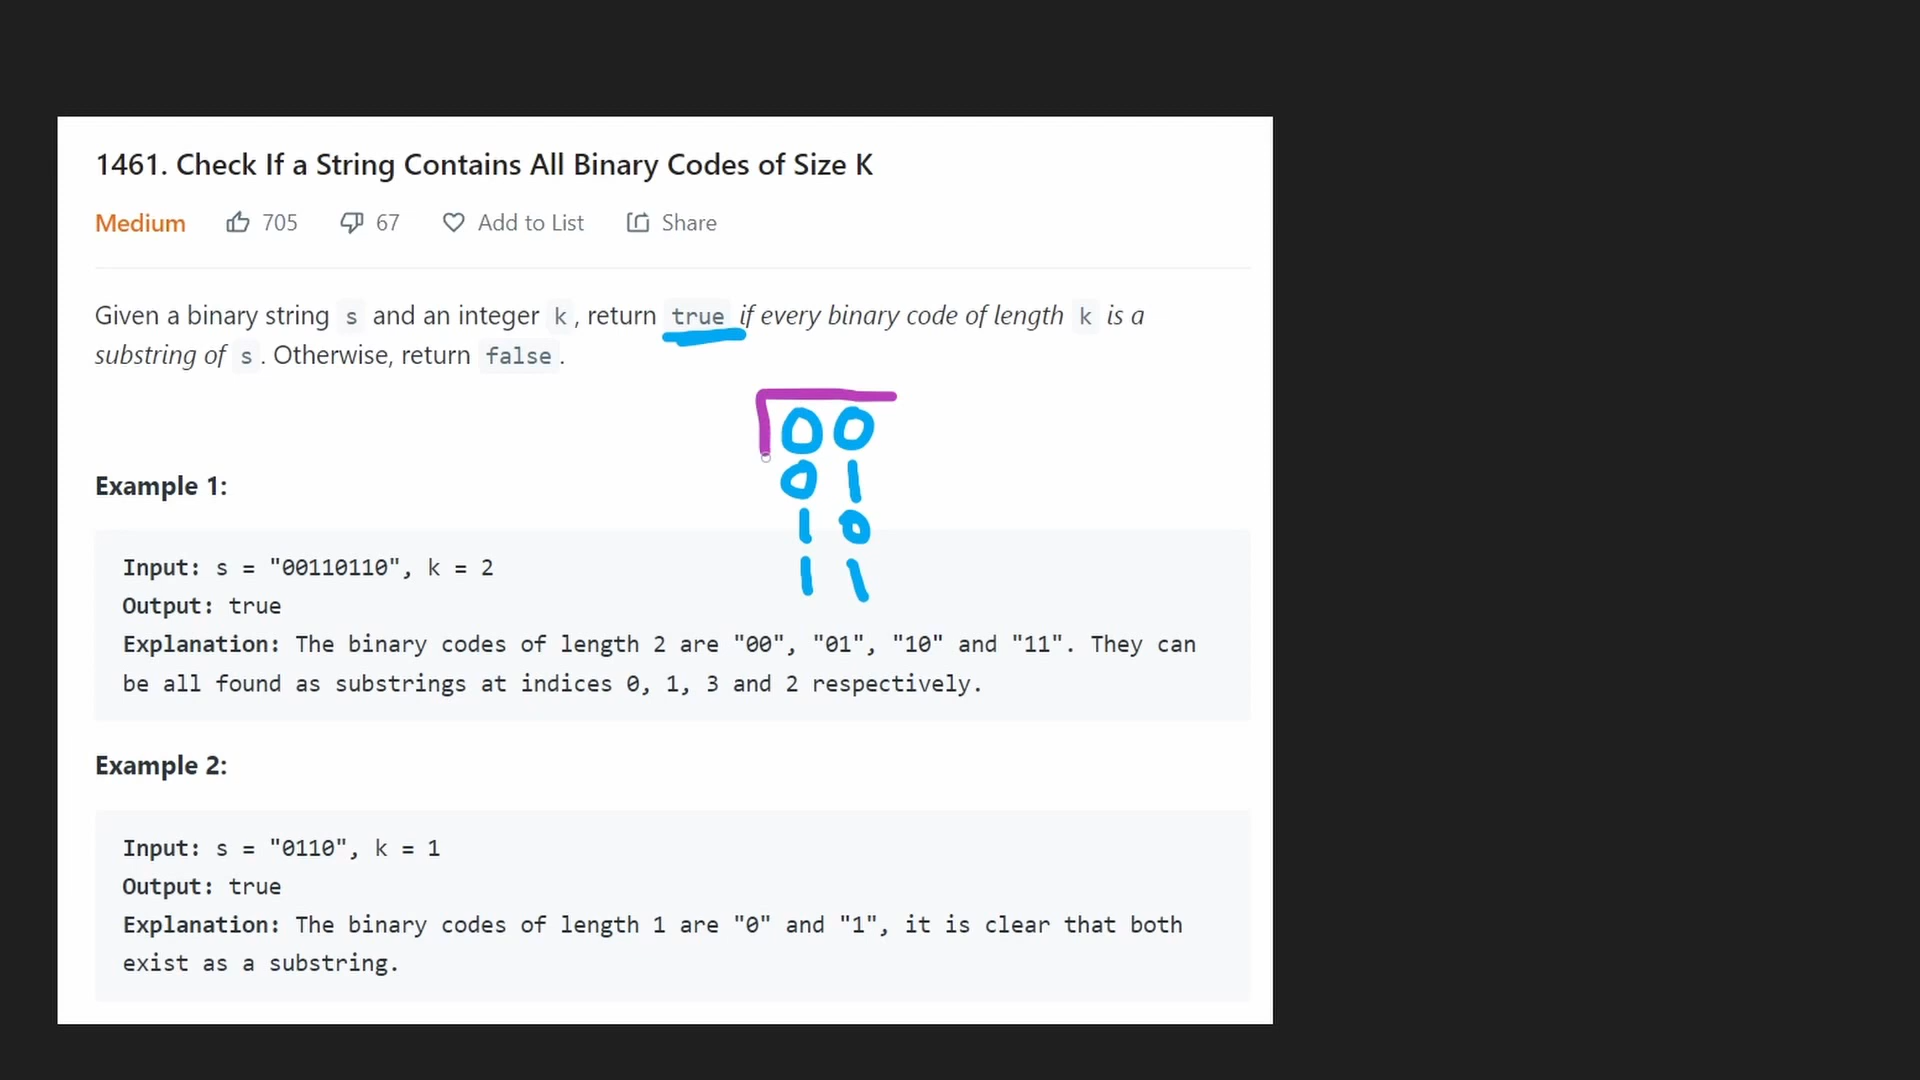 1461. Check If a String Contains All Binary Codes of Size K
Medium 705 67 Add to List Share
Given a binary string s and an integer k, return true if every binary code of length k is a
substring of s. Otherwise, return false.
00
01
10
11
Example 1:
Input: s = "00110110", k = 2
Output: true
Explanation: The binary codes of length 2 are "00", "01", "10" and "11". They can
be all found as substrings at indices 0, 1, 3 and 2 respectively.
Example 2:
Input: s = "0110", k = 1
Output: true
Explanation: The binary codes of length 1 are "0" and "1", it is clear that both
exist as a substring.